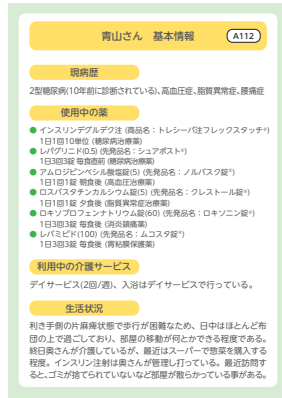 青山さん 基本情報
A112
現病歴
2型糖尿病(10年前に診断されている)、高血圧症、脂質異常症、腰痛症
使用中の薬
● インスリンデグルデク注 (商品名：トレシーバ注フレックスタッチ®)
1日1回10単位 (糖尿病治療薬)
● レパグリニド(0.5) (先発品名：シュアポスト®)
1日3回3錠 毎食直前 (糖尿病治療薬)
● アムロジピンベシル酸塩錠(5) (先発品名：ノルバスク錠®)
1日1回1錠 朝食後 (高血圧治療薬)
● ロスバスタチンカルシウム錠(5) (先発品名：クレストール錠®)
1日1回1錠 夕食後 (脂質異常症治療薬)
● ロキソプロフェンナトリウム錠(60) (先発品名：ロキソニン錠®)
1日3回3錠 毎食後 (消炎鎮痛薬)
● レバミピド(100) (先発品名：ムコスタ錠®)
1日3回3錠 毎食後 (胃粘膜保護薬)
利用中の介護サービス
デイサービス(2回/週)、入浴はデイサービスで行っている。
生活状況
利き手側の片麻痺状態で歩行が困難なため、日中はほとんど布
団の上で過ごしており、部屋の移動が何とかできる程度である。
終日奥さんが介護しているが、最近はスーパーで惣菜を購入する
程度。インスリン注射は奥さんが管理し打っている。最近訪問す
ると、ゴミが捨てられていないなど部屋が散らかっている事がある。